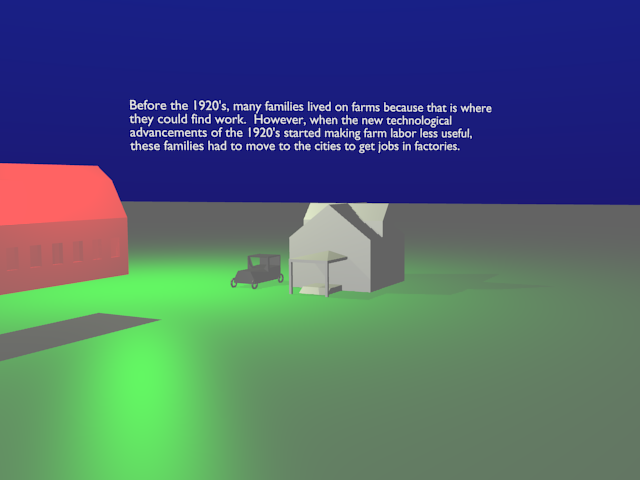 Before the 1920's, many families lived on farms because that is where
they could find work.  However, when the new technological
advancements of the 1920's started making farm labor less useful,
these families had to move to the cities to get jobs in factories.